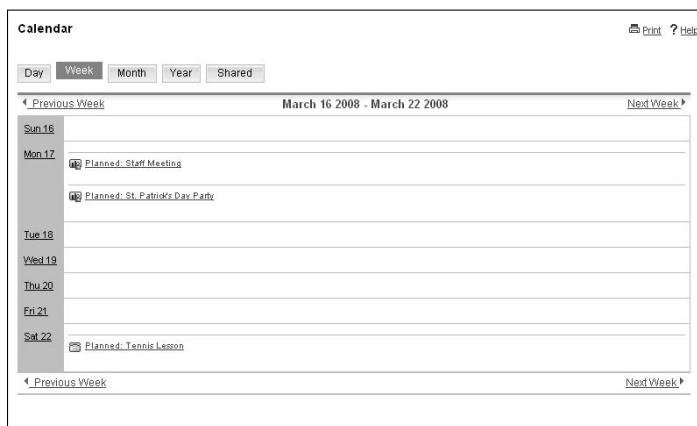 Calendar
Print ? Help
Day Week Month Year Shared
Previous Week March 16 2008 - March 22 2008 Next Week
Sun 16
Mon 17
Planned: Staff Meeting
Planned: St. Patrick's Day Party
Tue 18
Wed 19
Thu 20
Fri 21
Sat 22
Planned: Tennis Lesson
Previous Week Next Week